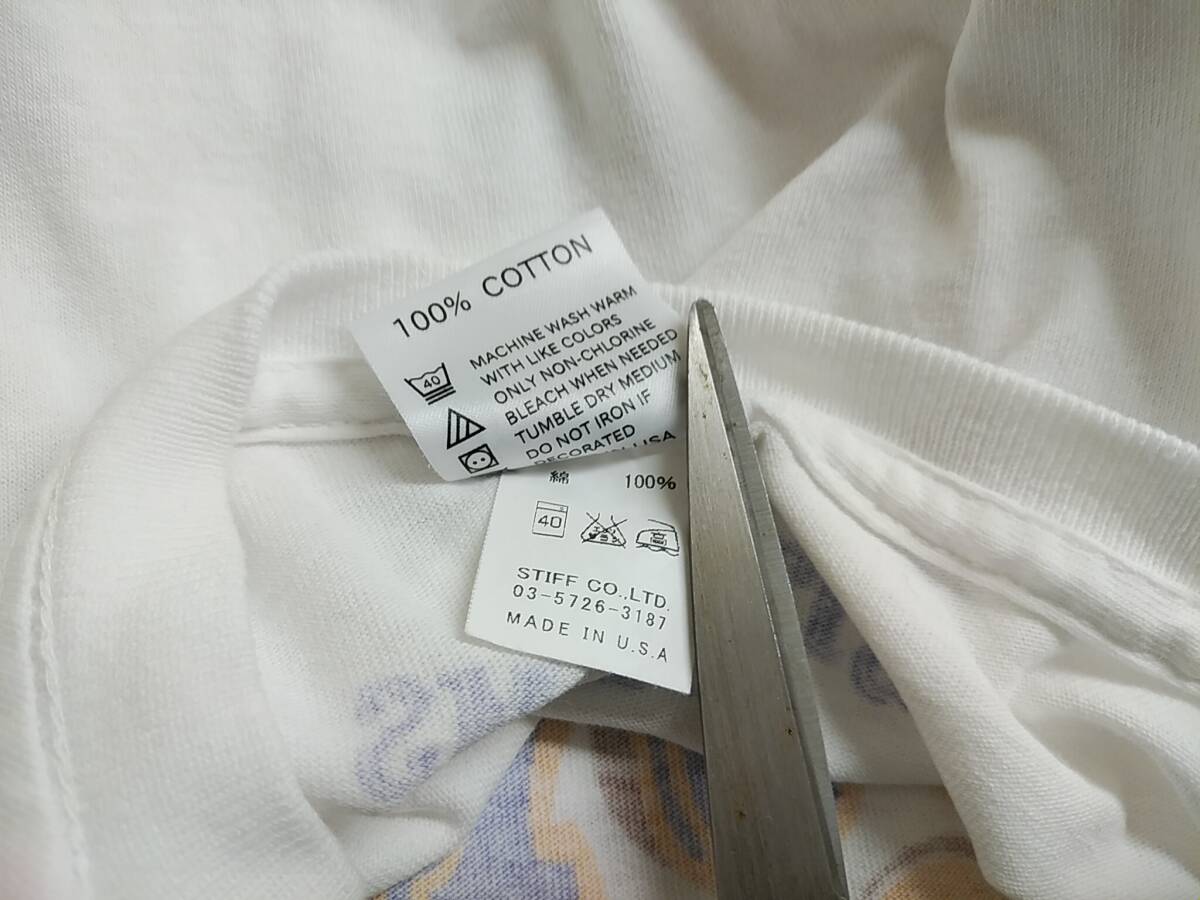 100% COTTON
MACHINE WASH WARM
WITH LIKE COLORS
ONLY NON-CHLORINE
BLEACH WHEN NEEDED
TUMBLE DRY MEDIUM
DO NOT IRON IF
DECORATED
USA
40
綿 100%
40
STIFF CO.,LTD.
03-5726-3187
MADE IN U.S.A